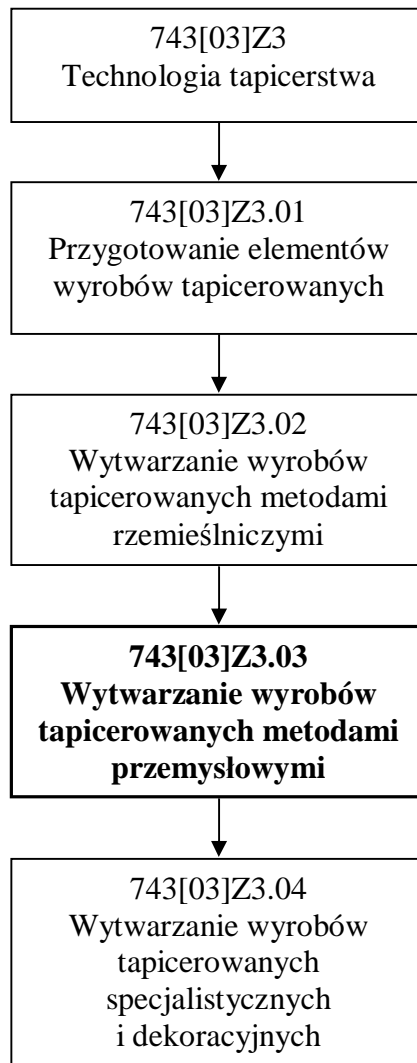 743[03]Z3
Technologia tapicerstwa
743[03]Z3.01
Przygotowanie elementów
wyrobów tapicerowanych
743[03]Z3.02
Wytwarzanie wyrobów
tapicerowanych metodami
rzemieślniczymi
743[03]Z3.03
Wytwarzanie wyrobów
tapicerowanych metodami
przemysłowymi
743[03]Z3.04
Wytwarzanie wyrobów
tapicerowanych
specjalistycznych
i dekoracyjnych